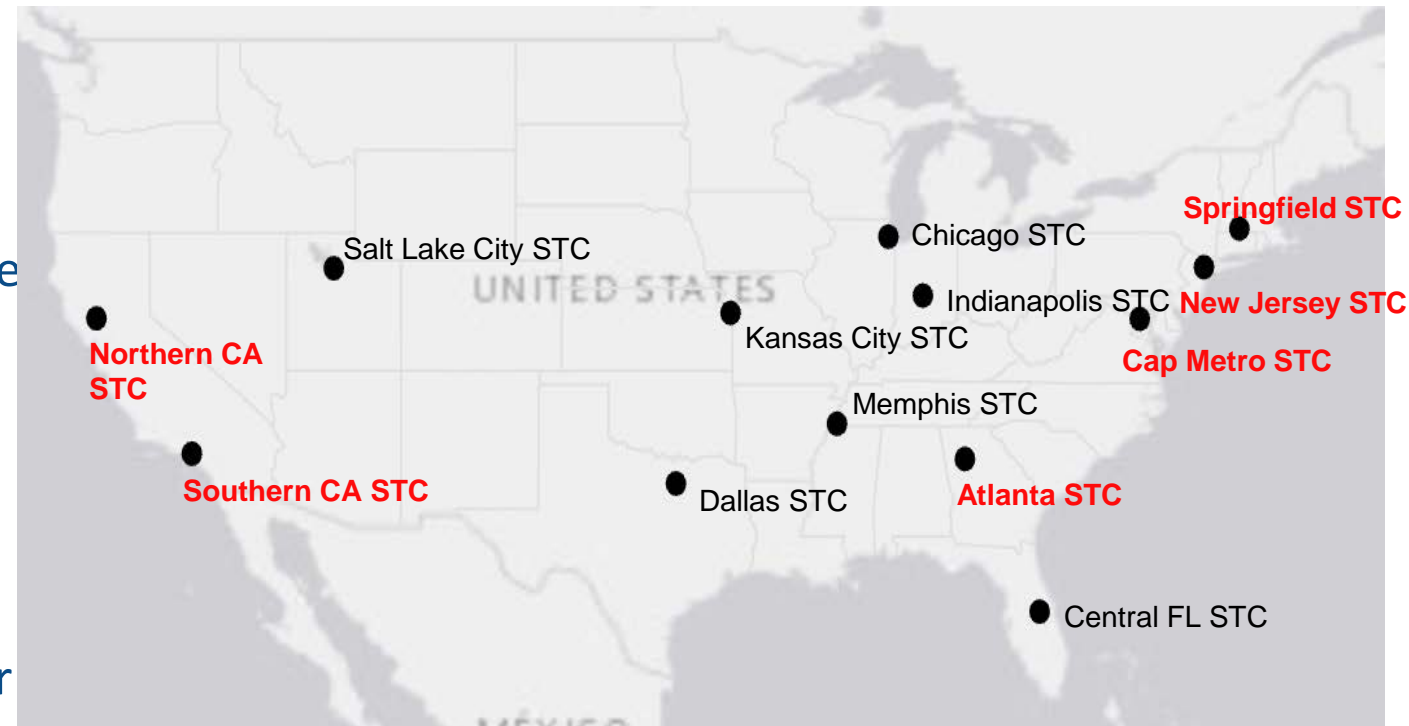 Springfield STC
Chicago STC
Salt Lake City STC
e
UNITED STATES
Indianapolis STC
New Jersey STC
Kansas City STC
Northern CA
STC
Cap Metro STC
Memphis STC
Southern CA STC
Dallas STC
Atlanta STC
Central FL STC
r
MÉXICO